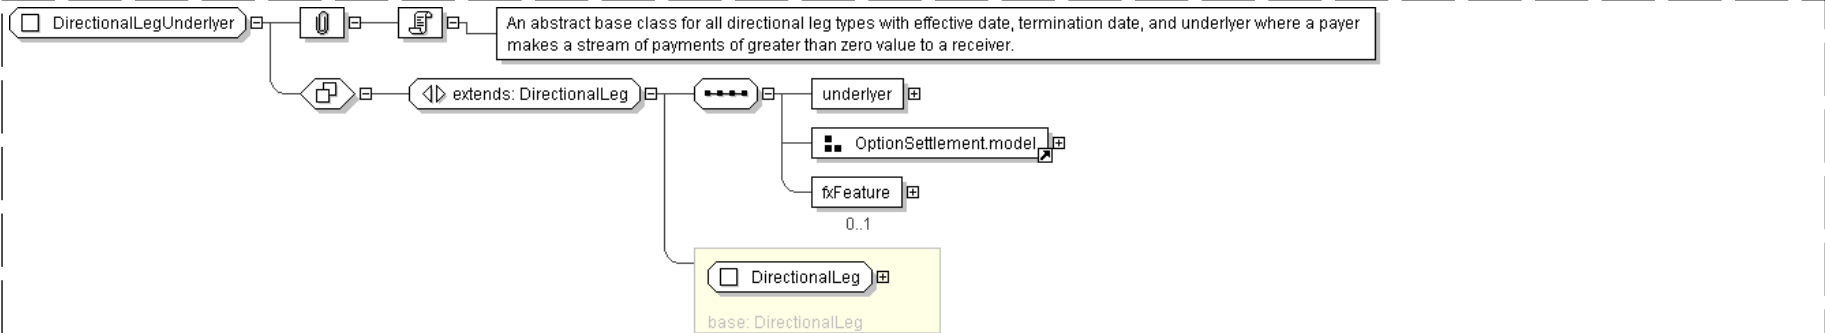 DirectionalLegUnderlyer
An abstract base class for all directional leg types with effective date, termination date, and underlyer where a payer
makes a stream of payments of greater than zero value to a receiver.
extends: DirectionalLeg
underlyer
OptionSettlement.model
fxFeature
0..1
DirectionalLeg
base: DirectionalLeg